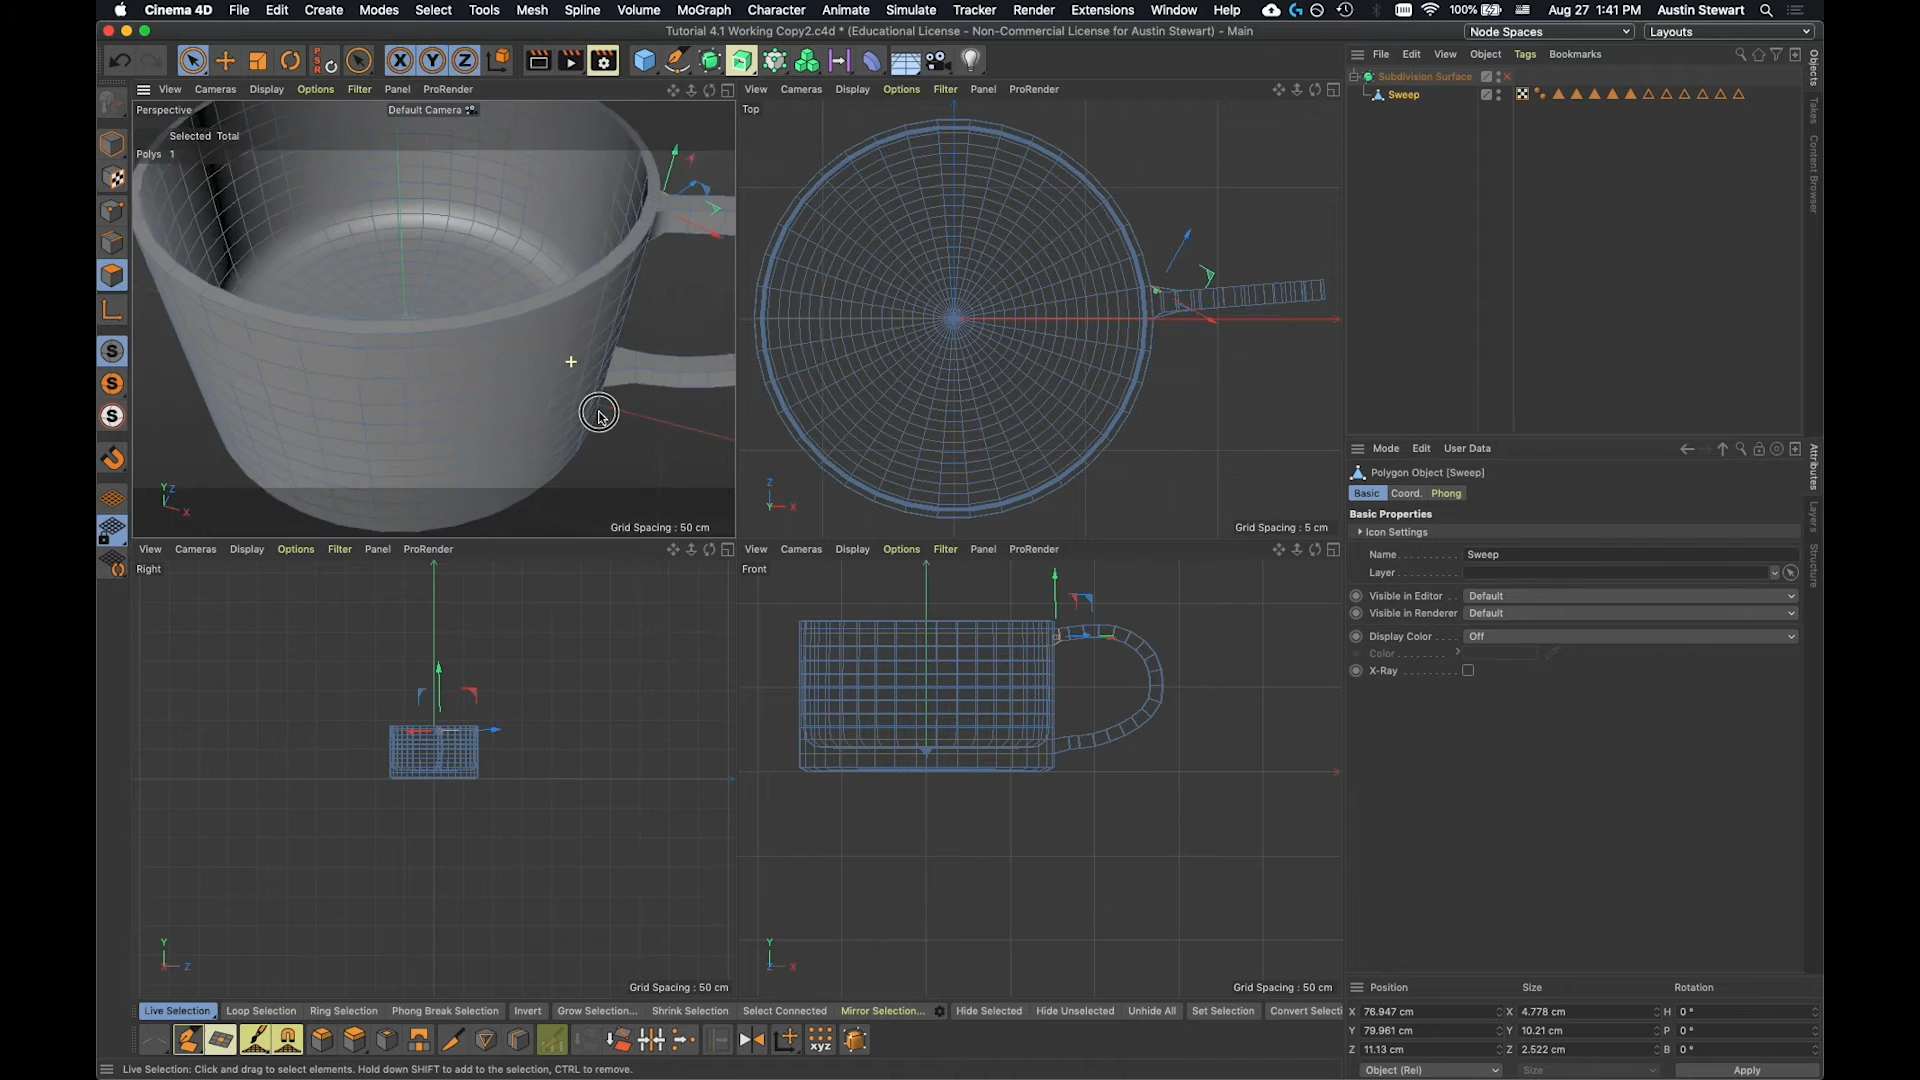 Cinema 4D File Edit Create Modes Select Tools Mesh Spline Volume MoGraph Character Animate Simulate Tracker Render Extensions Window Help 100% Aug 27 1:41 PM Austin Stewart
Tutorial 4.1 Working Copy2.c4d * (Educational License - Non-Commercial License for Austin Stewart) - Main
Node Spaces Layouts
X Y Z
File Edit View Object Tags Bookmarks
View Cameras Display Options Filter Panel ProRender
View Cameras Display Options Filter Panel ProRender
Perspective Default Camera
Top
Selected Total
Polys 1
Subdivision Surface
Sweep
Objects
Takes
Content Browser
Grid Spacing : 50 cm
Grid Spacing : 5 cm
View Cameras Display Options Filter Panel ProRender
View Cameras Display Options Filter Panel ProRender
Right
Front
Mode Edit User Data
Polygon Object [Sweep]
Basic Coord. Phong
Basic Properties
Icon Settings
Name Sweep
Layer
Visible in Editor Default
Visible in Renderer Default
Display Color Off
Color
X-Ray
Attributes
Layers
Structure
Grid Spacing : 50 cm
Grid Spacing : 50 cm
Live Selection Loop Selection Ring Selection Phong Break Selection Invert Grow Selection... Shrink Selection Select Connected Mirror Selection... Hide Selected Hide Unselected Unhide All Set Selection Convert Selecti
Position Size Rotation
X 76.947 cm X 4.778 cm H 0 °
Y 79.961 cm Y 10.21 cm P 0 °
Z 11.13 cm Z 2.522 cm B 0 °
Object (Rel) Size Apply
Live Selection: Click and drag to select elements. Hold down SHIFT to add to the selection, CTRL to remove.